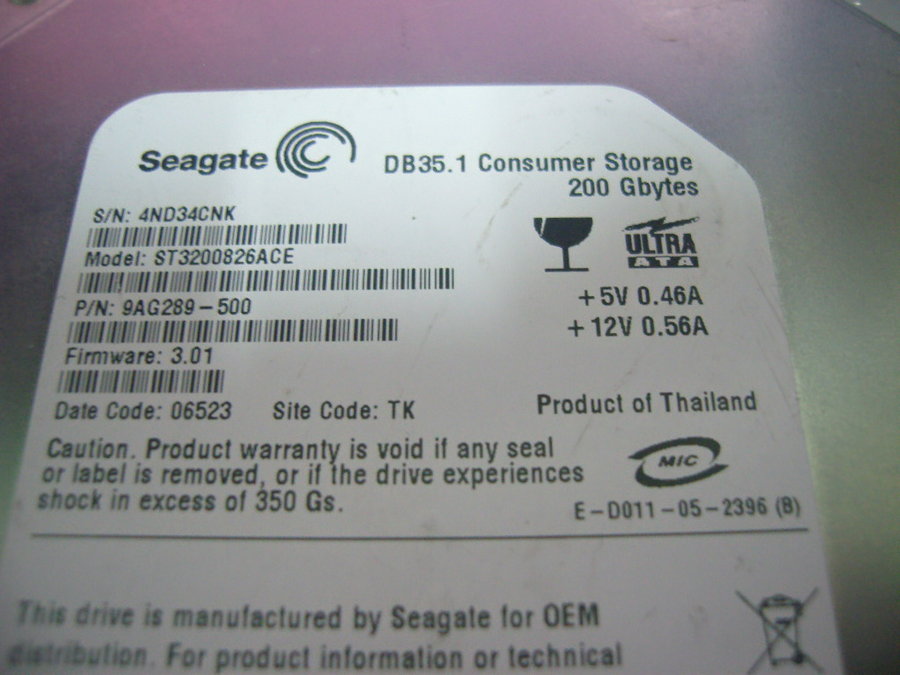 Seagate
DB35.1 Consumer Storage
200 Gbytes
S/N: 4ND34CNK
Model: ST3200826ACE
ULTRA
ATA
P/N: 9AG289-500
+5V 0.46A
+12V 0.56A
Firmware: 3.01
Date Code: 06523 Site Code: TK
Product of Thailand
Caution. Product warranty is void if any seal
or label is removed, or if the drive experiences
shock in excess of 350 Gs.
MIC
E-D011-05-2396 (B)
This drive is manufactured by Seagate for OEM
distribution. For product information or technical